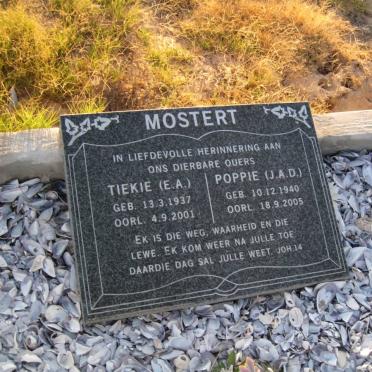 MOSTERT
IN LIEFDEVOLLE HERINNERING AAN
ONS DIERBARE OUERS
TIEKIE (E.A.)
GEB. 13.3.1937
OORL. 4.9.2001
POPPIE (J.A.D.)
GEB. 10.12.1940
OORL. 18.9.2005
EK IS DIE WEG, WAARHEID EN DIE
LEWE. EK KOM WEER NA JULLE TOE
DAARDIE DAG SAL JULLE WEET. JOH.14